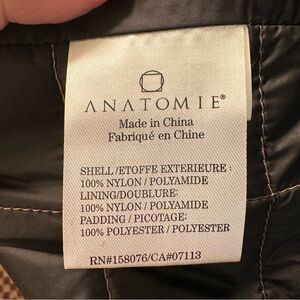 ANATOMIE®
Made in China
Fabriqué en Chine
SHELL/ETOFFE EXTERIEURE :
100% NYLON / POLYAMIDE
LINING/DOUBLURE:
100% NYLON / POLYAMIDE
PADDING / PICOTAGE:
100% POLYESTER / POLYESTER
RN#158076/CA#07113